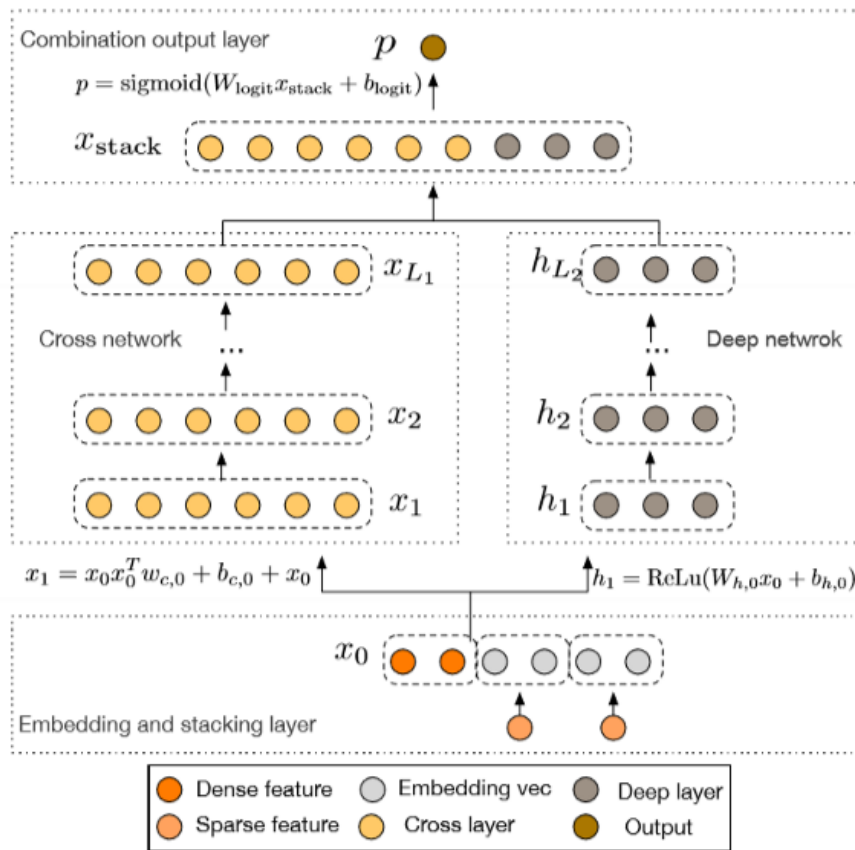 Combination output layer
p
p = sigmoid(W_logit x_stack + b_logit)
x_stack
x_{L_1}
h_{L_2}
Cross network
...
...
Deep netwrok
x_2
h_2
x_1
h_1
x_1 = x_0 x_0^T w_{c,0} + b_{c,0} + x_0
h_1 = ReLu(W_{h,0} x_0 + b_{h,0})
x_0
Embedding and stacking layer
Dense feature Embedding vec Deep layer
Sparse feature Cross layer Output